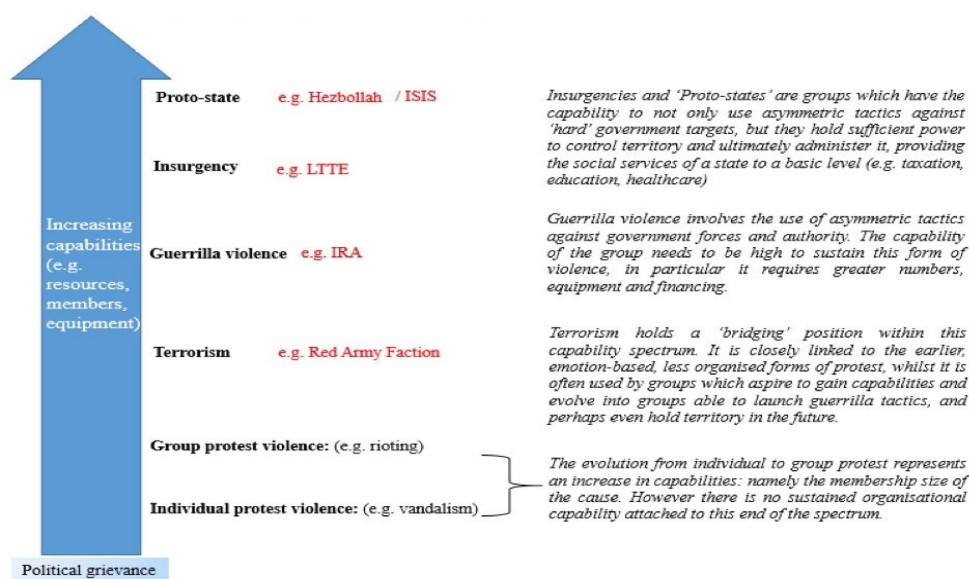 Proto-state e.g. Hezbollah / ISIS
Insurgencies and ‘Proto-states’ are groups which have the
capability to not only use asymmetric tactics against
‘hard’ government targets, but they hold sufficient power
to control territory and ultimately administer it, providing
the social services of a state to a basic level (e.g. taxation,
education, healthcare)
Insurgency e.g. LTTE
Increasing
capabilities
(e.g.
resources,
members,
equipment)
Guerrilla violence e.g. IRA
Guerrilla violence involves the use of asymmetric tactics
against government forces and authority. The capability
of the group needs to be high to sustain this form of
violence, in particular it requires greater numbers,
equipment and financing.
Terrorism e.g. Red Army Faction
Terrorism holds a ‘bridging’ position within this
capability spectrum. It is closely linked to the earlier,
emotion-based, less organised forms of protest, whilst it is
often used by groups which aspire to gain capabilities and
evolve into groups able to launch guerrilla tactics, and
perhaps even hold territory in the future.
Group protest violence: (e.g. rioting)
Individual protest violence: (e.g. vandalism)
The evolution from individual to group protest represents
an increase in capabilities: namely the membership size of
the cause. However there is no sustained organisational
capability attached to this end of the spectrum.
Political grievance